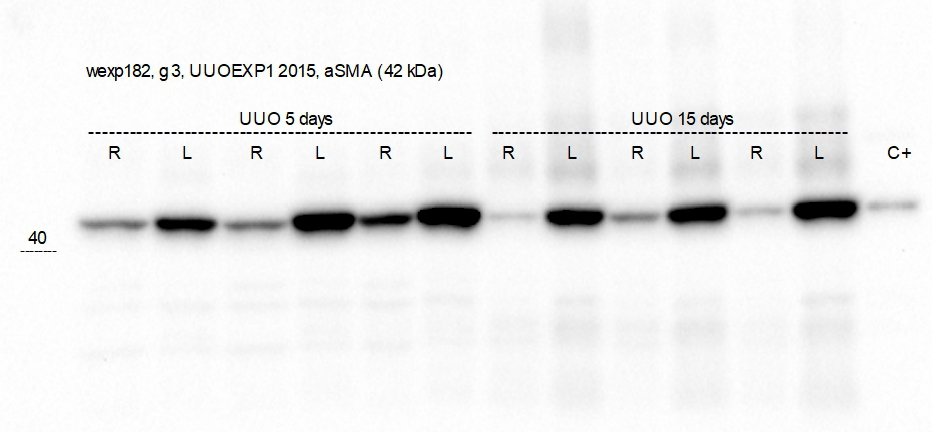 wexp182, g3, UUOEXP1 2015, aSMA (42 kDa)
UUO 5 days UUO 15 days
R L R L R L R L R L R L C+
40